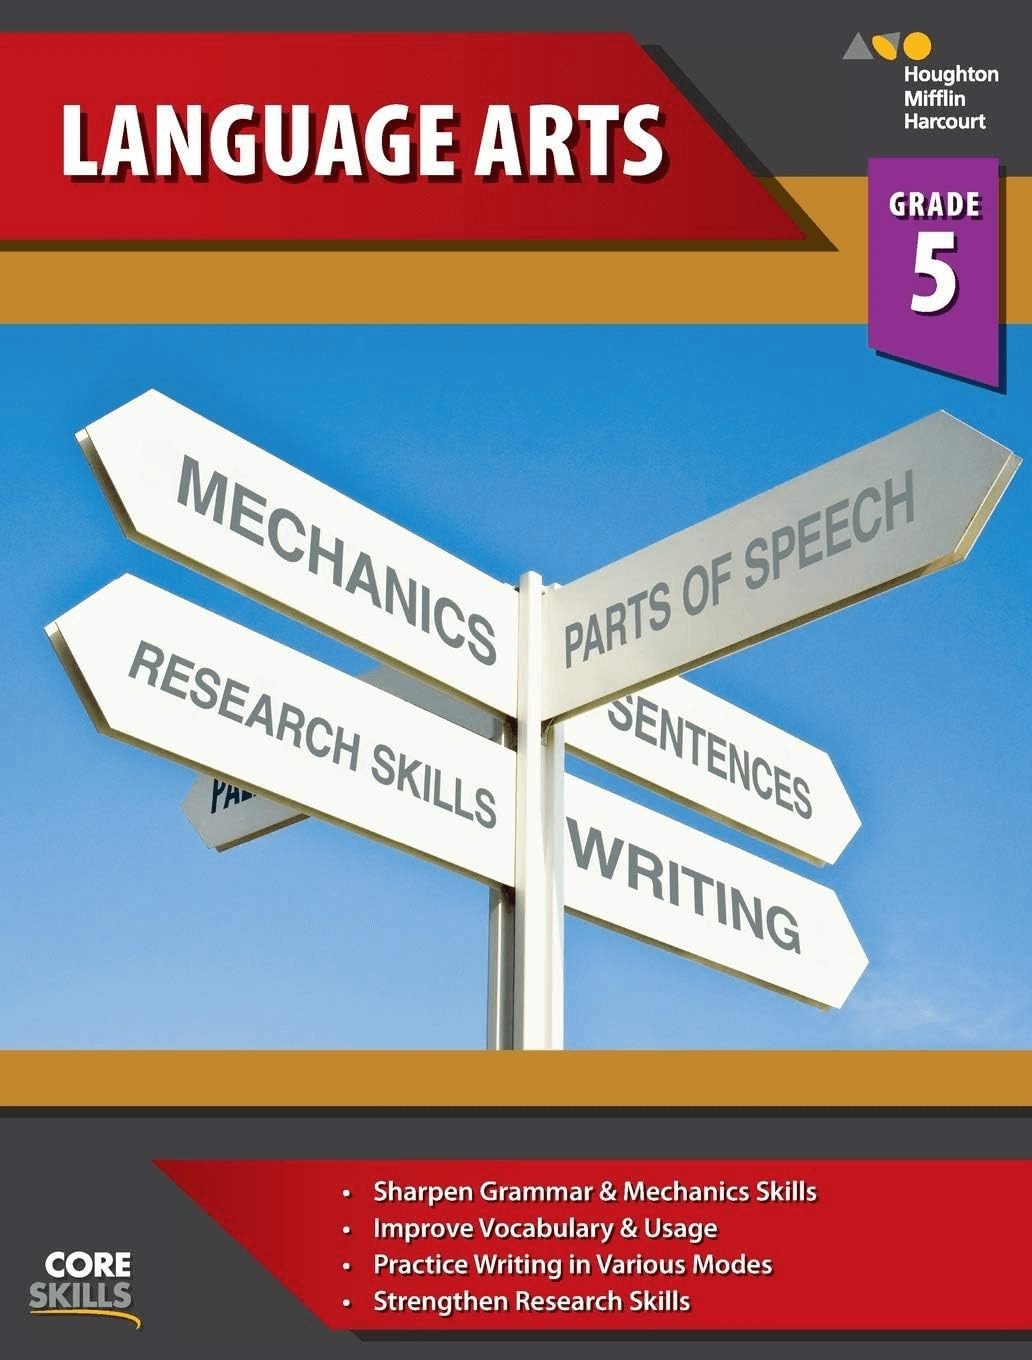 LANGUAGE ARTS
Houghton
Mifflin
Harcourt
GRADE
5
MECHANICS
PARTS OF SPEECH
RESEARCH SKILLS
SENTENCES
WRITING
• Sharpen Grammar & Mechanics Skills
• Improve Vocabulary & Usage
• Practice Writing in Various Modes
• Strengthen Research Skills
CORE
SKILLS